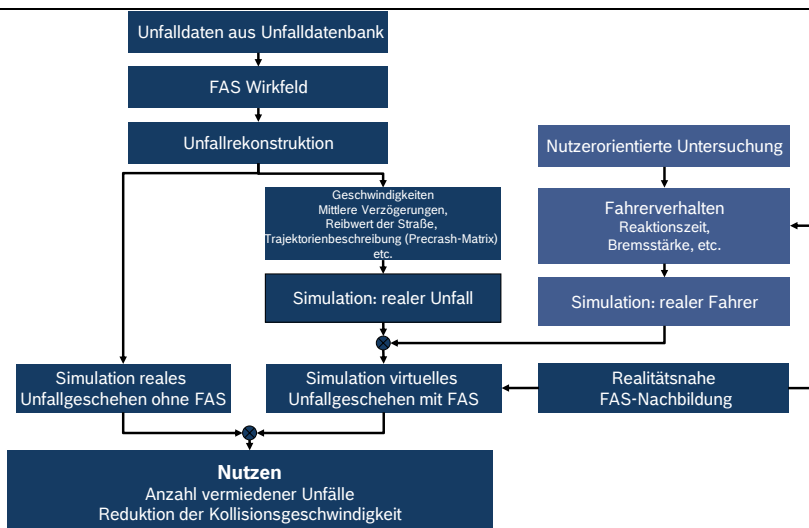 Unfalldaten aus Unfalldatenbank
FAS Wirkfeld
Unfallrekonstruktion
Nutzerorientierte Untersuchung
Geschwindigkeiten
Mittlere Verzögerungen,
Reibwert der Straße,
Trajektorienbeschreibung (Precrash-Matrix)
etc.
Fahrerverhalten
Reaktionszeit,
Bremsstärke, etc.
Simulation: realer Unfall
Simulation: realer Fahrer
Simulation reales
Unfallgeschehen ohne FAS
Simulation virtuelles
Unfallgeschehen mit FAS
Realitätsnahe
FAS-Nachbildung
Nutzen
Anzahl vermiedener Unfälle
Reduktion der Kollisionsgeschwindigkeit